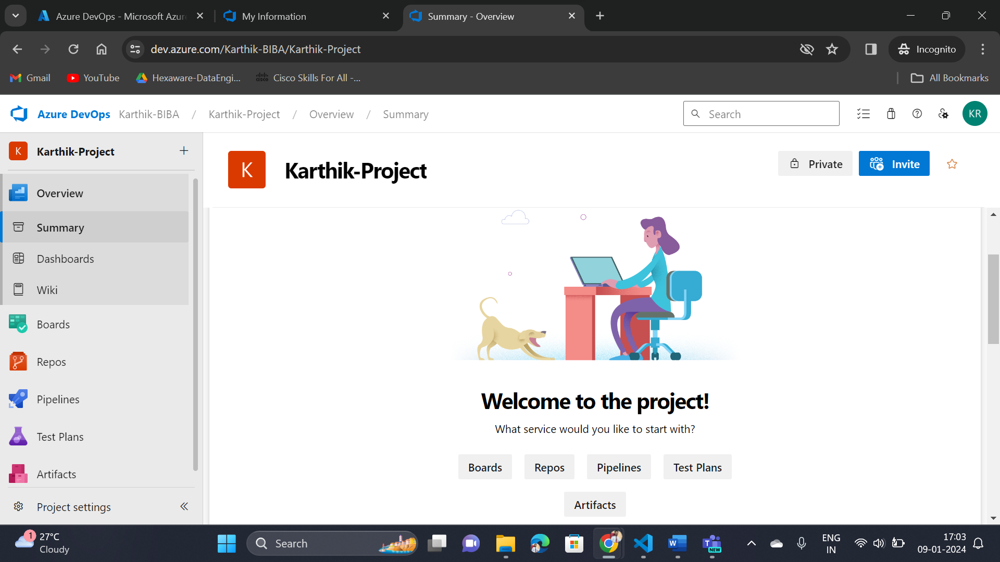 Azure DevOps - Microsoft Azure
My Information
Summary - Overview
dev.azure.com/Karthik-BIBA/Karthik-Project
Incognito
Gmail
YouTube
Hexaware-DataEngi...
Cisco Skills For All -...
All Bookmarks
Azure DevOps Karthik-BIBA / Karthik-Project / Overview / Summary
Search
KR
K Karthik-Project
Overview
Summary
Dashboards
Wiki
Boards
Repos
Pipelines
Test Plans
Artifacts
Project settings
K Karthik-Project
Private
Invite
Welcome to the project!
What service would you like to start with?
Boards Repos Pipelines Test Plans
Artifacts
1
27°C
Cloudy
Search
NEW
ENG
IN
17:03
09-01-2024